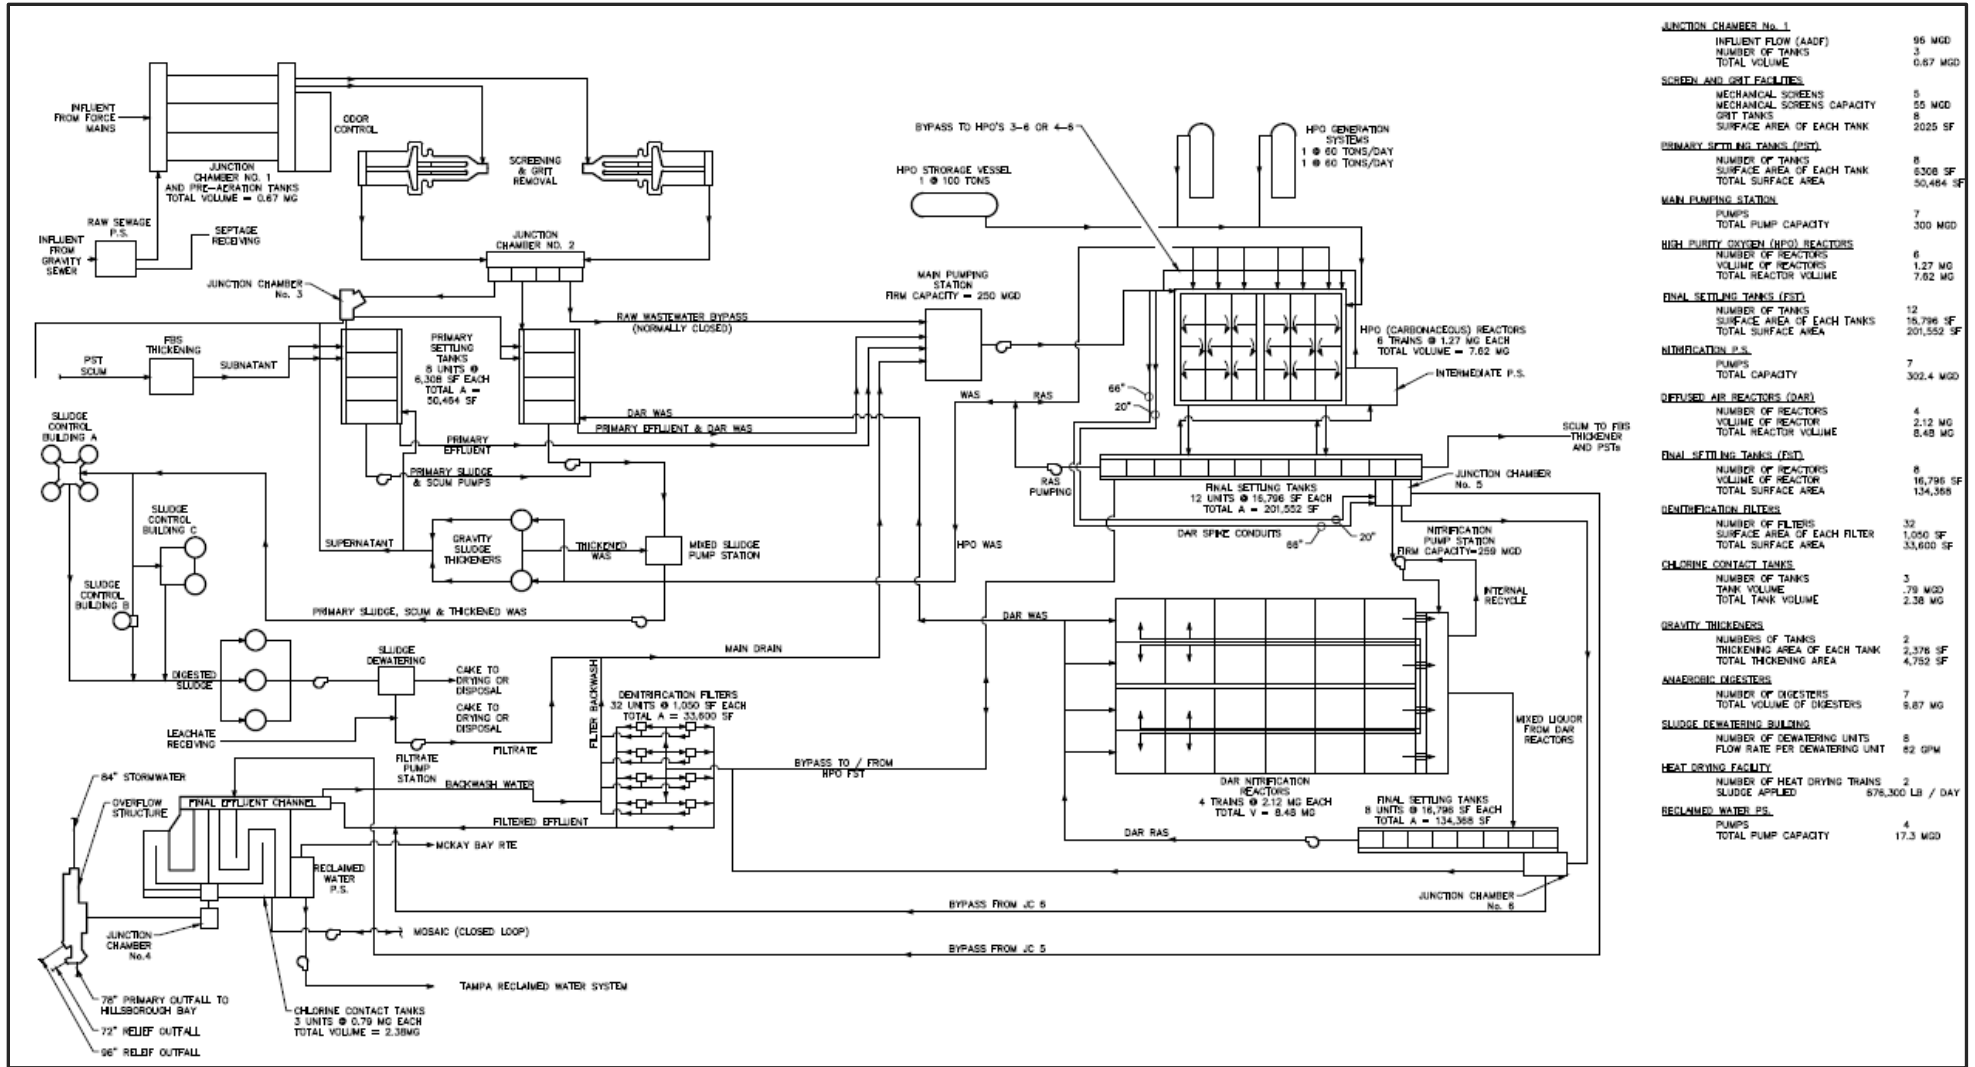 INFLUENT
FROM FORCE
MAINS
ODOR
CONTROL
JUNCTION
CHAMBER NO. 1
AND PRE-AERATION TANKS
TOTAL VOLUME = 0.67 MG
RAW SEWAGE
P.S.
INFLUENT
FROM
GRAVITY
SEWER
SEPTAGE
RECEIVING
SCREENING
& GRIT
REMOVAL
JUNCTION
CHAMBER NO. 2
JUNCTION CHAMBER
No. 3
RAW WASTEWATER BYPASS
(NORMALLY CLOSED)
PST
SCUM
FBS
THICKENING
SUBNATANT
PRIMARY
SETTLING
TANKS
8 UNITS @
6,308 SF EACH
TOTAL A =
50,464 SF
DAR WAS
PRIMARY EFFLUENT & DAR WAS
PRIMARY
EFFLUENT
PRIMARY SLUDGE
& SCUM PUMPS
MAIN PUMPING
STATION
FIRM CAPACITY = 250 MGD
BYPASS TO HPO'S 3-6 OR 4-6
HPO STRORAGE VESSEL
1 @ 100 TONS
HPO GENERATION
SYSTEMS
1 @ 60 TONS/DAY
1 @ 60 TONS/DAY
HPO (CARBONACEOUS) REACTORS
6 TRAINS @ 1.27 MG EACH
TOTAL VOLUME = 7.62 MG
INTERMEDIATE P.S.
66"
20"
WAS
RAS
SCUM TO FBS
THICKENER
AND PSTs
RAS
PUMPING
JUNCTION CHAMBER
No. 5
FINAL SETTLING TANKS
12 UNITS @ 16,796 SF EACH
TOTAL A = 201,552 SF
DAR SPIKE CONDUITS
66"
20"
NITRIFICATION
PUMP STATION
FIRM CAPACITY=259 MGD
INTERNAL
RECYCLE
SLUDGE
CONTROL
BUILDING A
SLUDGE
CONTROL
BUILDING C
SLUDGE
CONTROL
BUILDING B
SUPERNATANT
GRAVITY
SLUDGE
THICKENERS
THICKENED
WAS
MIXED SLUDGE
PUMP STATION
HPO WAS
PRIMARY SLUDGE, SCUM & THICKENED WAS
DAR WAS
MAIN DRAIN
DIGESTED
SLUDGE
SLUDGE
DEWATERING
CAKE TO
DRYING OR
DISPOSAL
CAKE TO
DRYING OR
DISPOSAL
LEACHATE
RECEIVING
FILTRATE
PUMP
STATION
FILTRATE
FILTER BACKWASH
DENITRIFICATION FILTERS
32 UNITS @ 1,050 SF EACH
TOTAL A = 33,600 SF
BYPASS TO / FROM
HPO FST
BACKWASH WATER
FILTERED EFFLUENT
MIXED LIQUOR
FROM DAR
REACTORS
DAR NITRIFICATION
REACTORS
4 TRAINS @ 2.12 MG EACH
TOTAL V = 8.48 MG
FINAL SETTLING TANKS
8 UNITS @ 16,796 SF EACH
TOTAL A = 134,368 SF
DAR RAS
JUNCTION CHAMBER
No. 6
BYPASS FROM JC 6
BYPASS FROM JC 5
84" STORMWATER
OVERFLOW
STRUCTURE
FINAL EFFLUENT CHANNEL
MCKAY BAY RTE
RECLAIMED
WATER
P.S.
JUNCTION
CHAMBER
No.4
MOSAIC (CLOSED LOOP)
TAMPA RECLAIMED WATER SYSTEM
78" PRIMARY OUTFALL TO
HILLSBOROUGH BAY
72" RELIEF OUTFALL
96" RELEIF OUTFALL
CHLORINE CONTACT TANKS
3 UNITS @ 0.79 MG EACH
TOTAL VOLUME = 2.38MG
JUNCTION CHAMBER No. 1
INFLUENT FLOW (AADF) 96 MGD
NUMBER OF TANKS 3
TOTAL VOLUME 0.67 MGD
SCREEN AND GRIT FACILITIES
MECHANICAL SCREENS 5
MECHANICAL SCREENS CAPACITY 55 MGD
GRIT TANKS 8
SURFACE AREA OF EACH TANK 2025 SF
PRIMARY SETTLING TANKS (PST)
NUMBER OF TANKS 8
SURFACE AREA OF EACH TANK 6308 SF
TOTAL SURFACE AREA 50,464 SF
MAIN PUMPING STATION
PUMPS 7
TOTAL PUMP CAPACITY 300 MGD
HIGH PURITY OXYGEN (HPO) REACTORS
NUMBER OF REACTORS 6
VOLUME OF REACTORS 1.27 MG
TOTAL REACTOR VOLUME 7.62 MG
FINAL SETTLING TANKS (FST)
NUMBER OF TANKS 12
SURFACE AREA OF EACH TANKS 16,796 SF
TOTAL SURFACE AREA 201,552 SF
NITRIFICATION P.S.
PUMPS 7
TOTAL CAPACITY 302.4 MGD
DIFFUSED AIR REACTORS (DAR)
NUMBER OF REACTORS 4
VOLUME OF REACTOR 2.12 MG
TOTAL REACTOR VOLUME 8.48 MG
FINAL SETTLING TANKS (FST)
NUMBER OF REACTORS 8
VOLUME OF REACTOR 16,796 SF
TOTAL SURFACE AREA 134,368
DENITRIFICATION FILTERS
NUMBER OF FILTERS 32
SURFACE AREA OF EACH FILTER 1,050 SF
TOTAL SURFACE AREA 33,600 SF
CHLORINE CONTACT TANKS
NUMBER OF TANKS 3
TANK VOLUME .79 MGD
TOTAL TANK VOLUME 2.38 MG
GRAVITY THICKENERS
NUMBERS OF TANKS 2
THICKENING AREA OF EACH TANK 2,376 SF
TOTAL THICKENING AREA 4,752 SF
ANAEROBIC DIGESTERS
NUMBER OF DIGESTERS 7
TOTAL VOLUME OF DIGESTERS 9.87 MG
SLUDGE DEWATERING BUILDING
NUMBER OF DEWATERING UNITS 8
FLOW RATE PER DEWATERING UNIT 82 GPM
HEAT DRYING FACILITY
NUMBER OF HEAT DRYING TRAINS 2
SLUDGE APPLIED 676,300 LB / DAY
RECLAIMED WATER PS.
PUMPS 4
TOTAL PUMP CAPACITY 17.3 MGD